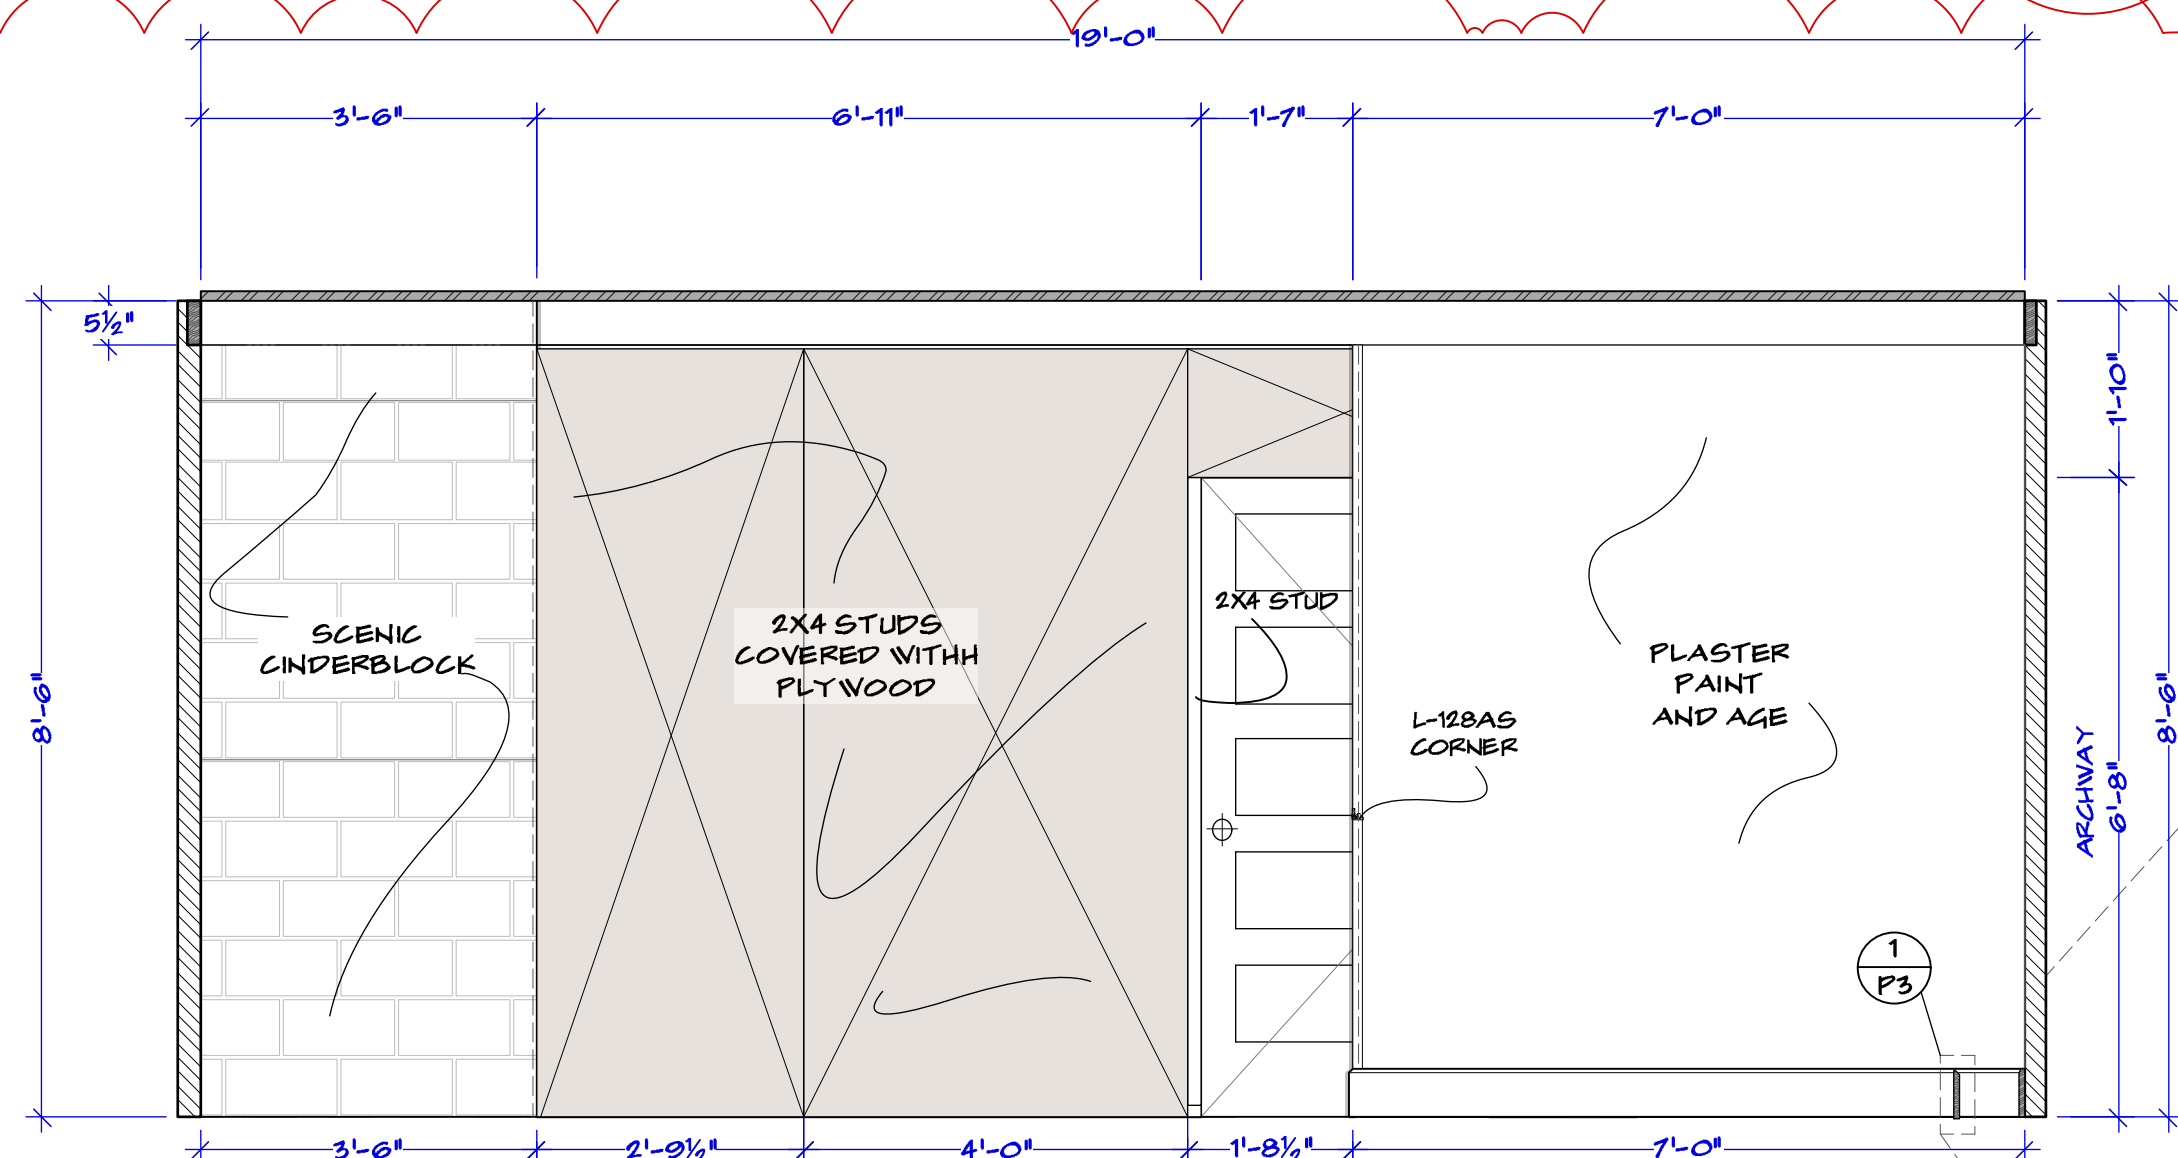 19'-0"
3'-6" 6'-11" 1'-7" 7'-0"
5½"
1'-10"
8'-6"
SCENIC
CINDERBLOCK
2X4 STUDS
COVERED WITHH
PLYWOOD
2X4 STUD
L-128AS
CORNER
PLASTER
PAINT
AND AGE
ARCHWAY
6'-8"
8'-6"
1
P3
3'-6" 2'-9½" 4'-0" 1'-8½" 7'-0"